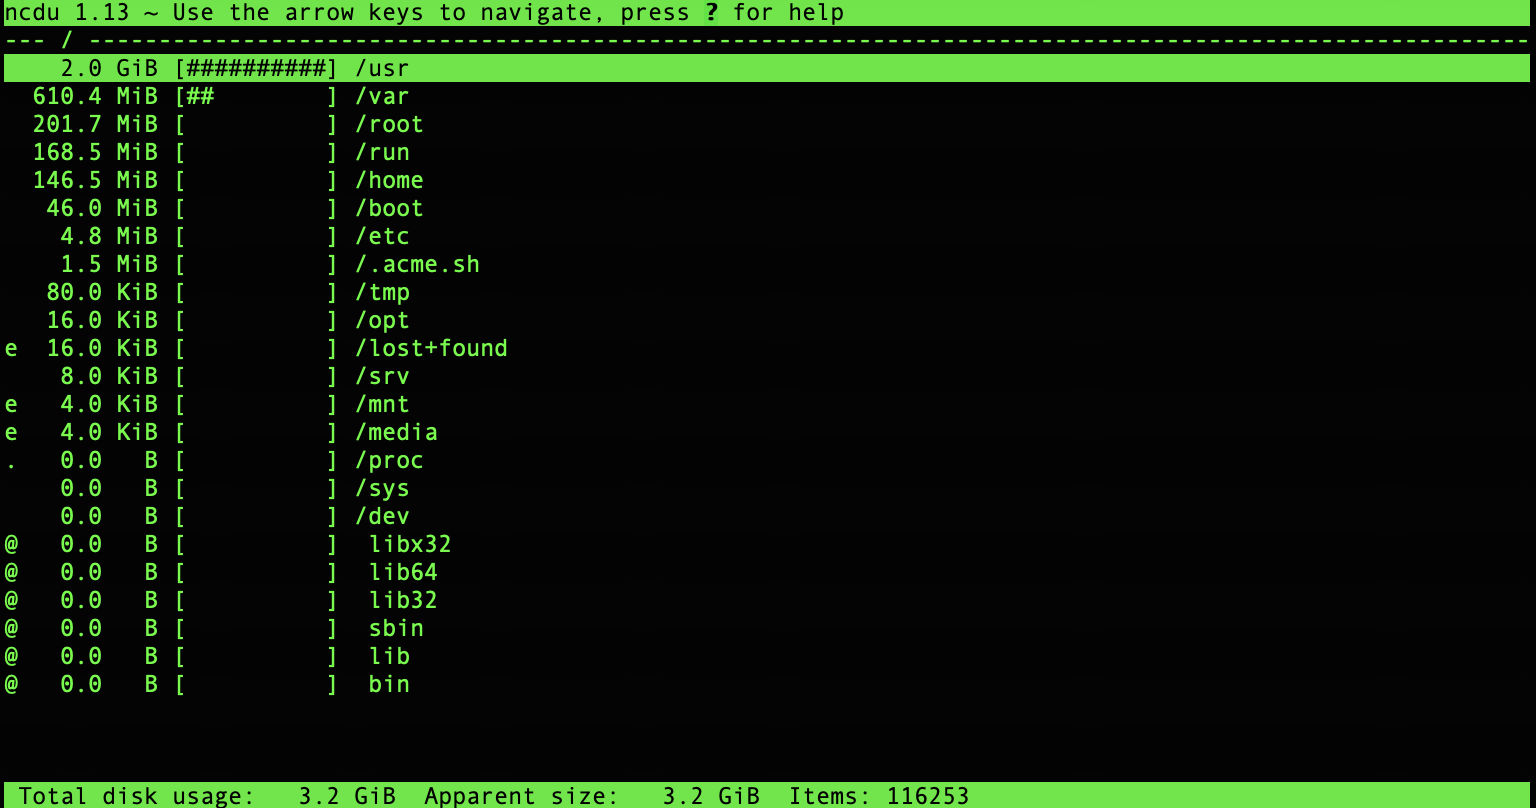 ncdu 1.13 ~ Use the arrow keys to navigate, press ? for help
--- / -------------------------------------------------------------------------------------------------------
    2.0 GiB [##########] /usr
  610.4 MiB [##        ] /var
  201.7 MiB [          ] /root
  168.5 MiB [          ] /run
  146.5 MiB [          ] /home
   46.0 MiB [          ] /boot
    4.8 MiB [          ] /etc
    1.5 MiB [          ] /.acme.sh
   80.0 KiB [          ] /tmp
   16.0 KiB [          ] /opt
e  16.0 KiB [          ] /lost+found
    8.0 KiB [          ] /srv
e   4.0 KiB [          ] /mnt
e   4.0 KiB [          ] /media
.   0.0   B [          ] /proc
    0.0   B [          ] /sys
    0.0   B [          ] /dev
@   0.0   B [          ]  libx32
@   0.0   B [          ]  lib64
@   0.0   B [          ]  lib32
@   0.0   B [          ]  sbin
@   0.0   B [          ]  lib
@   0.0   B [          ]  bin
 Total disk usage:   3.2 GiB  Apparent size:   3.2 GiB  Items: 116253